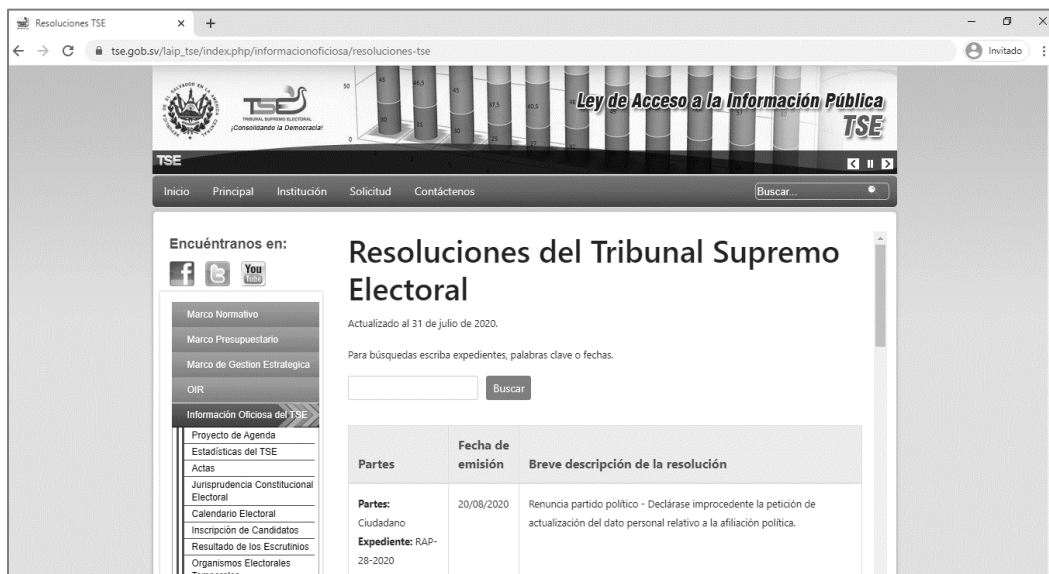 Resoluciones TSE
tse.gob.sv/laip_tse/index.php/informacionoficiosa/resoluciones-tse
Invitado
TSE
TRIBUNAL SUPREMO ELECTORAL
¡Consolidando la Democracia!
Ley de Acceso a la Información Pública
TSE
TSE
Inicio Principal Institución Solicitud Contáctenos Buscar...
Encuéntranos en:
You Tube
Marco Normativo
Marco Presupuestario
Marco de Gestion Estrategica
OIR
Información Oficiosa del TSE
Proyecto de Agenda
Estadísticas del TSE
Actas
Jurisprudencia Constitucional
Electoral
Calendario Electoral
Inscripción de Candidatos
Resultado de los Escrutinios
Organismos Electorales
Resoluciones del Tribunal Supremo
Electoral
Actualizado al 31 de julio de 2020.
Para búsquedas escriba expedientes, palabras clave o fechas.
Buscar
Partes
Fecha de
emisión
Breve descripción de la resolución
Partes:
Ciudadano
Expediente: RAP-
28-2020
20/08/2020
Renuncia partido político - Declárase improcedente la petición de
actualización del dato personal relativo a la afiliación política.